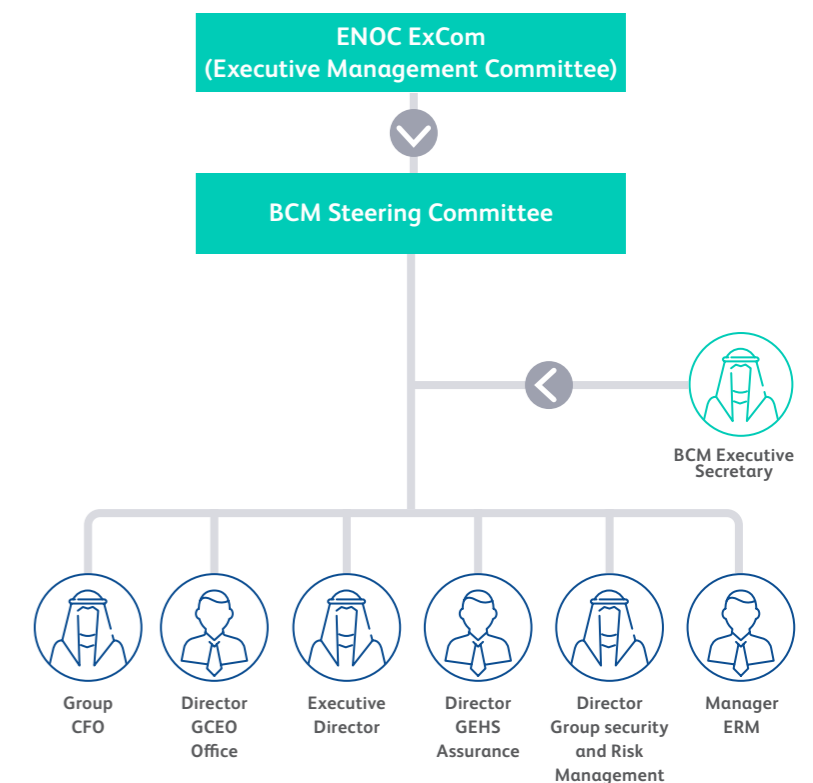 ENOC ExCom
(Executive Management Committee)
BCM Steering Committee
BCM Executive
Secretary
Group
CFO
Director
GCEO
Office
Executive
Director
Director
GEHS
Assurance
Director
Group security
and Risk
Management
Manager
ERM